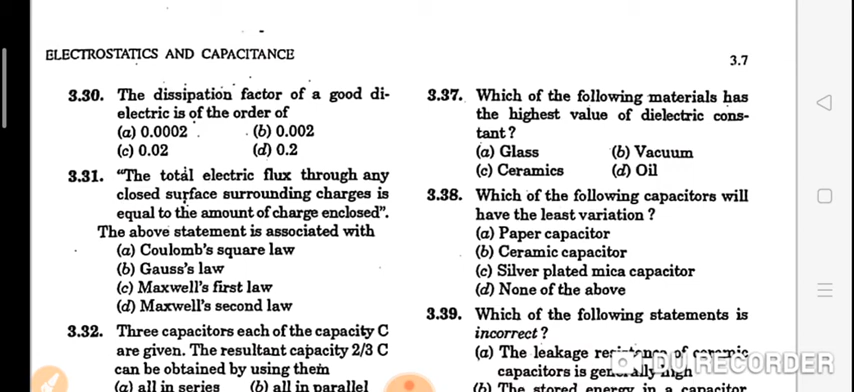 ELECTROSTATICS AND CAPACITANCE
3.7
3.30. The dissipation factor of a good di-
electric is of the order of
(a) 0.0002 (b) 0.002
(c) 0.02 (d) 0.2
3.31. "The total electric flux through any
closed surface surrounding charges is
equal to the amount of charge enclosed".
The above statement is associated with
(a) Coulomb's square law
(b) Gauss's law
(c) Maxwell's first law
(d) Maxwell's second law
3.32. Three capacitors each of the capacity C
are given. The resultant capacity 2/3 C
can be obtained by using them
(a) all in series (b) all in parallel
3.37. Which of the following materials has
the highest value of dielectric cons-
tant ?
(a) Glass (b) Vacuum
(c) Ceramics (d) Oil
3.38. Which of the following capacitors will
have the least variation ?
(a) Paper capacitor
(b) Ceramic capacitor
(c) Silver plated mica capacitor
(d) None of the above
3.39. Which of the following statements is
incorrect ?
(a) The leakage resistance of ceramic
capacitors is generally high
(b) The stored energy in a capacitor
DU RECORDER